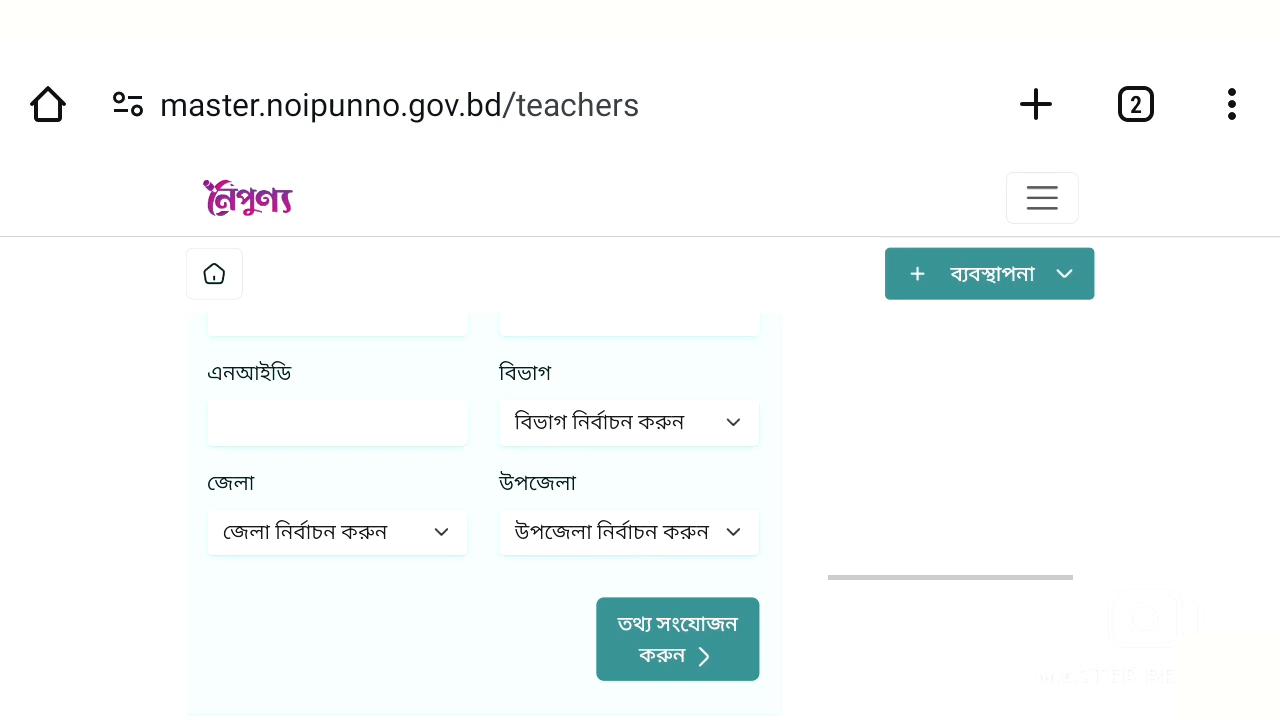 master.noipunno.gov.bd/teachers
2
নৈপুণ্য
ব্যবস্থাপনা
এনআইডি
বিভাগ
বিভাগ নির্বাচন করুন
জেলা
উপজেলা
জেলা নির্বাচন করুন
উপজেলা নির্বাচন করুন
তথ্য সংযোজন
করুন